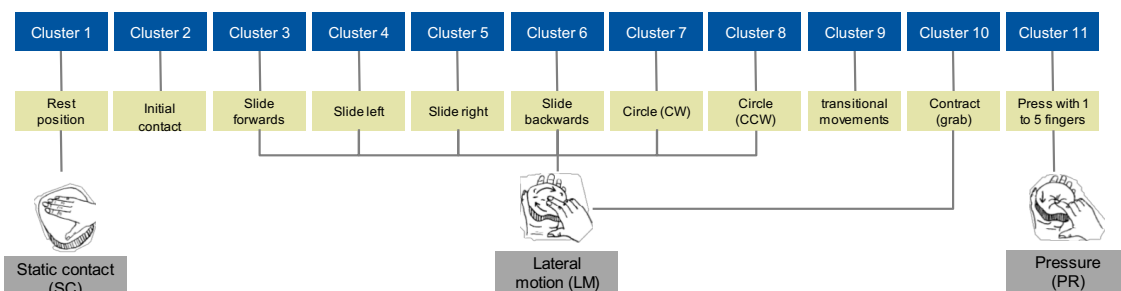 Cluster 1
Cluster 2
Cluster 3
Cluster 4
Cluster 5
Cluster 6
Cluster 7
Cluster 8
Cluster 9
Cluster 10
Cluster 11
Rest
position
Initial
contact
Slide
forwards
Slide left
Slide right
Slide
backwards
Circle (CW)
Circle
(CCW)
transitional
movements
Contract
(grab)
Press with 1
to 5 fingers
Static contact
(SC)
Lateral
motion (LM)
Pressure
(PR)